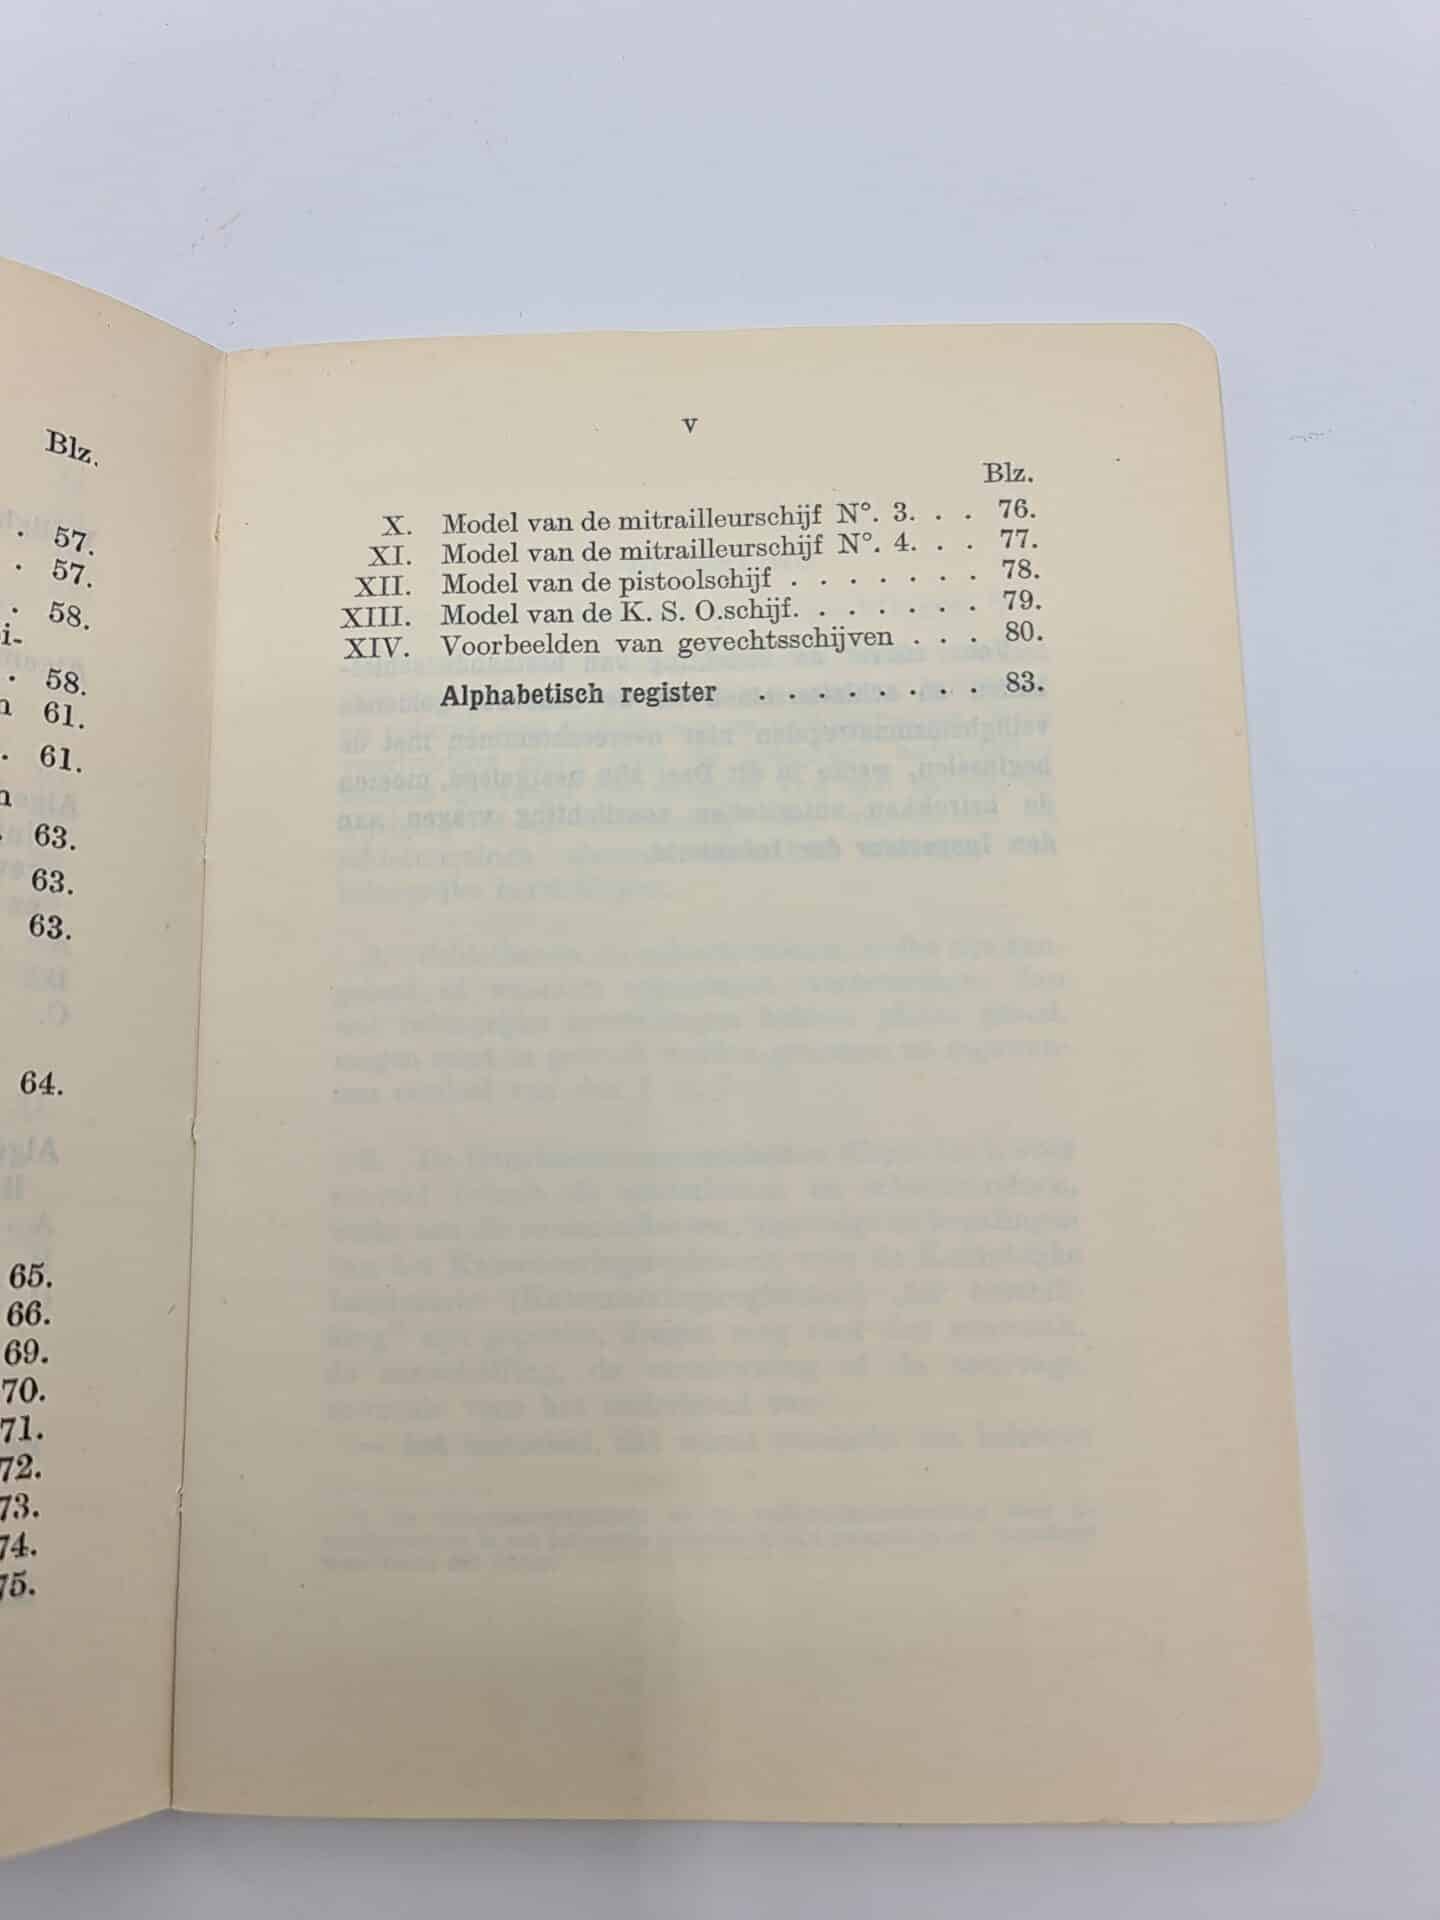 Blz.
57.
57.
58.
i-
58.
61.
61.
63.
63.
63.
64.
65.
66.
69.
70.
71.
72.
73.
74.
75.
v
Blz.
X. Model van de mitrailleurschijf N°. 3. . . 76.
XI. Model van de mitrailleurschijf N°. 4. . . 77.
XII. Model van de pistoolschijf . . . . . . . 78.
XIII. Model van de K. S. O.schijf. . . . . . . 79.
XIV. Voorbeelden van gevechtsschijven . . . 80.
Alphabetisch register . . . . . . . 83.